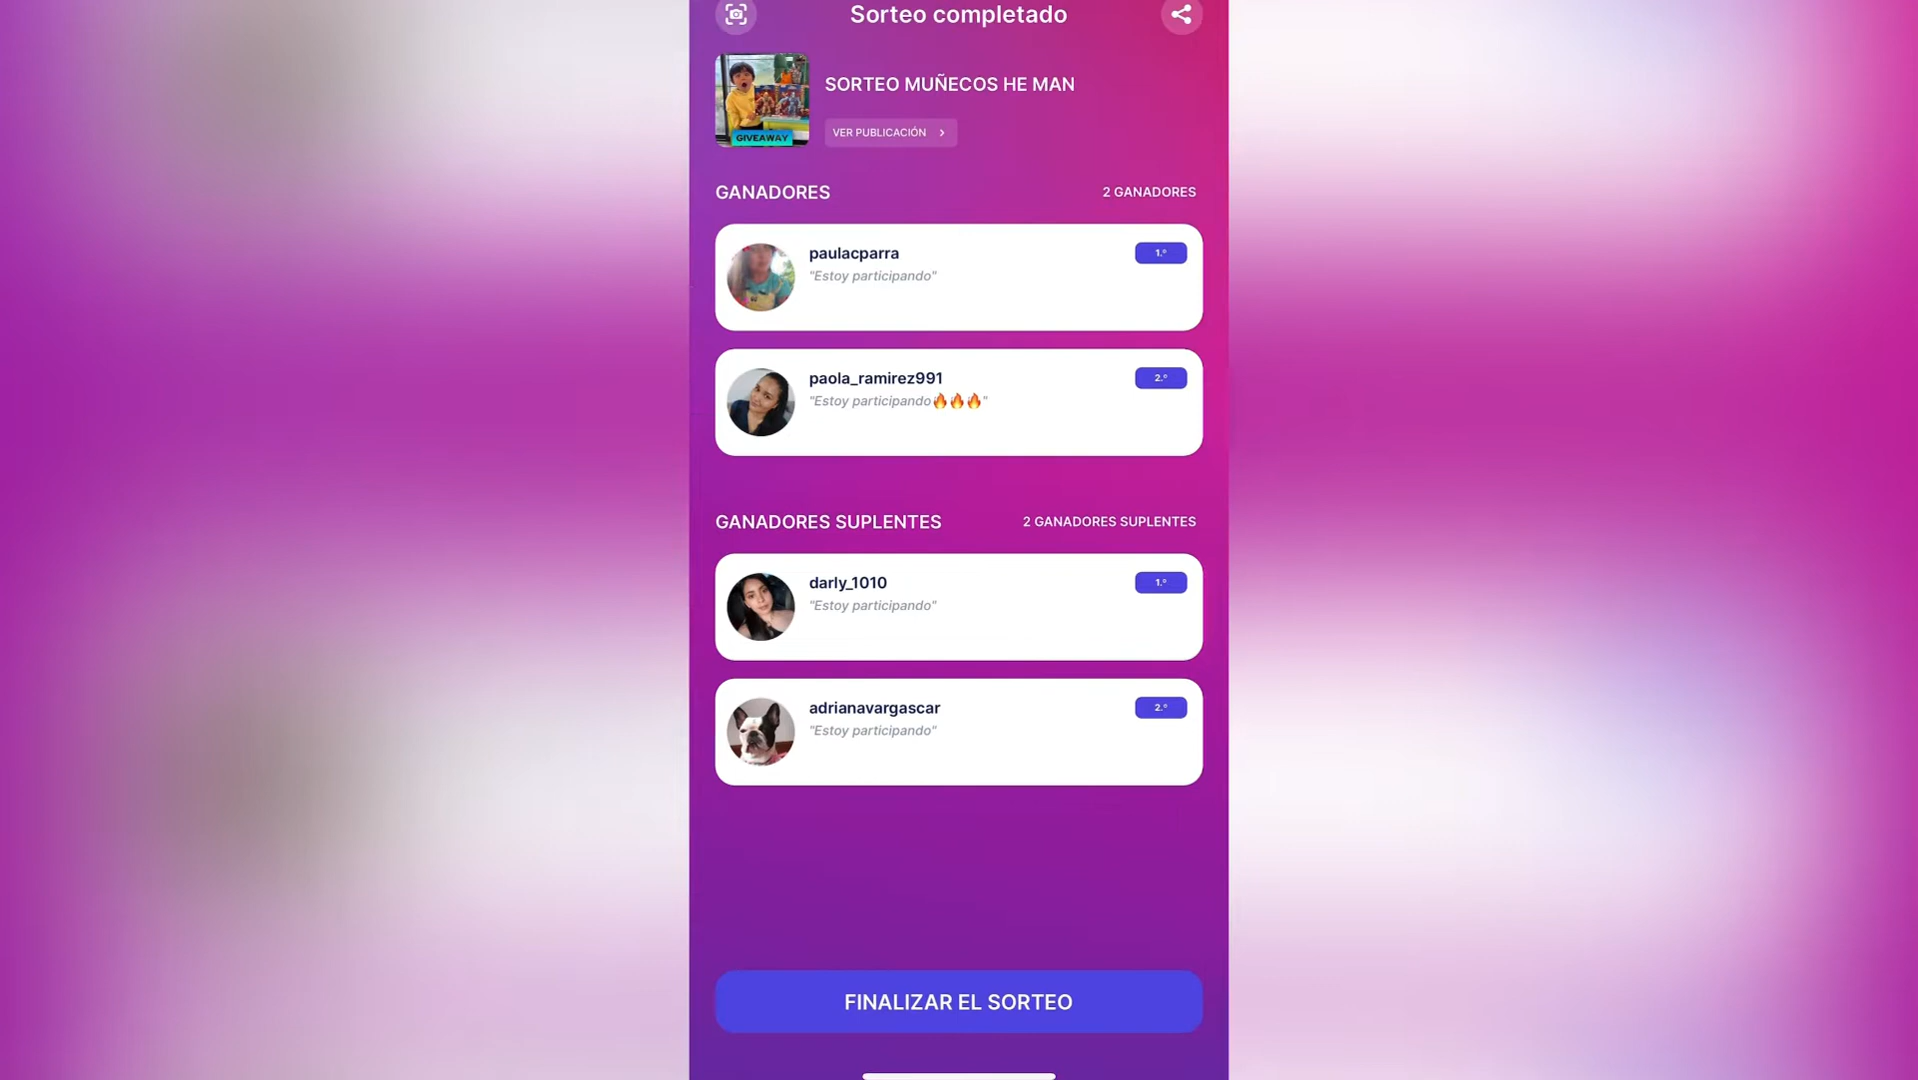 Sorteo completado
SORTEO MUÑECOS HE MAN
GIVEAWAY
VER PUBLICACIÓN
GANADORES
2 GANADORES
paulacparra
1.º
"Estoy participando"
paola_ramirez991
2.º
"Estoy participando🔥🔥🔥"
GANADORES SUPLENTES
2 GANADORES SUPLENTES
darly_1010
1.º
"Estoy participando"
adrianavargascar
2.º
"Estoy participando"
FINALIZAR EL SORTEO